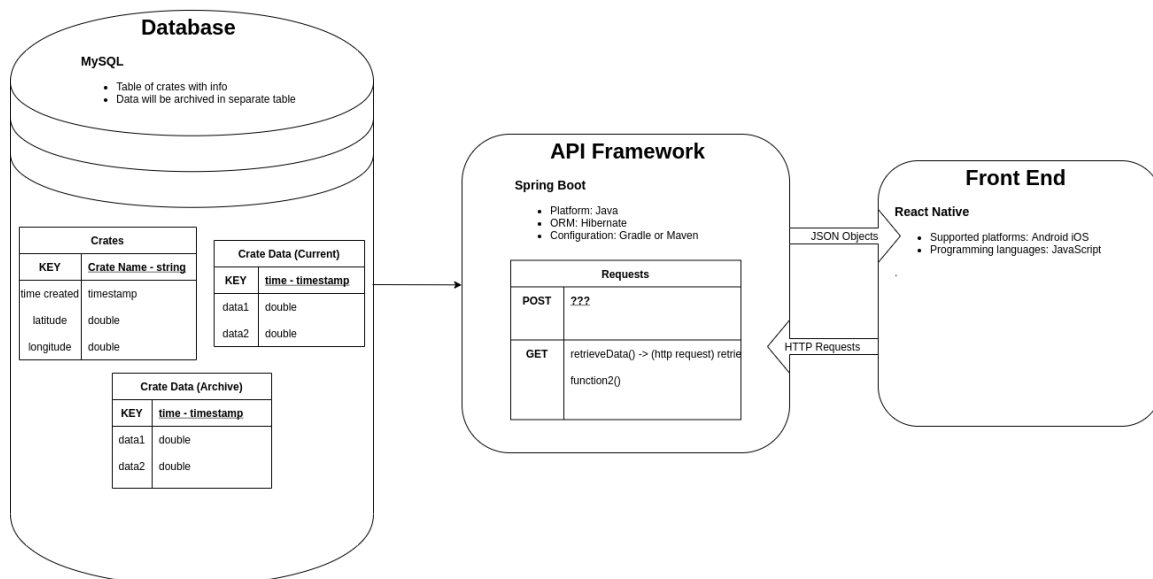 Database
MySQL
Table of crates with info
Data will be archived in separate table
Crates
KEY Crate Name - string
time created timestamp
latitude double
longitude double
Crate Data (Current)
KEY time - timestamp
data1 double
data2 double
Crate Data (Archive)
KEY time - timestamp
data1 double
data2 double
API Framework
Spring Boot
Platform: Java
ORM: Hibernate
Configuration: Gradle or Maven
Requests
POST ???
GET retrieveData() -> (http request) retrie
function2()
JSON Objects
HTTP Requests
Front End
React Native
Supported platforms: Android iOS
Programming languages: JavaScript
.